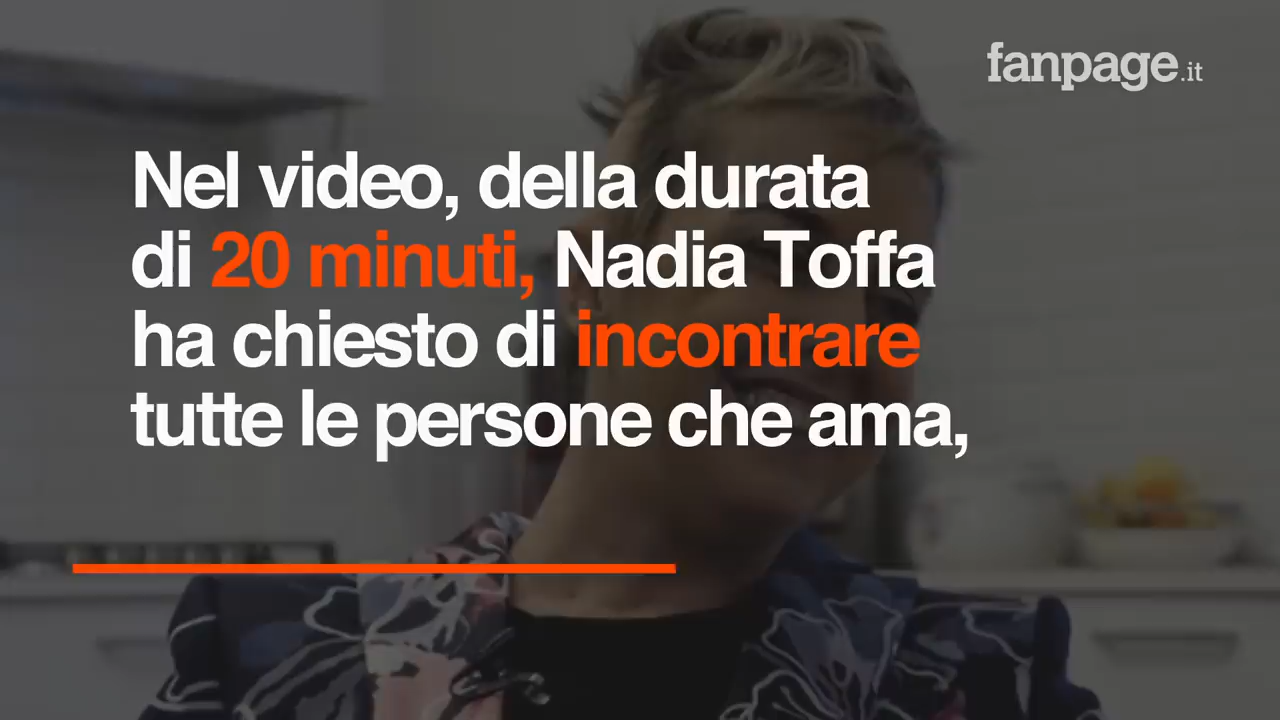 fanpage.it
Nel video, della durata
di 20 minuti, Nadia Toffa
ha chiesto di incontrare
tutte le persone che ama,